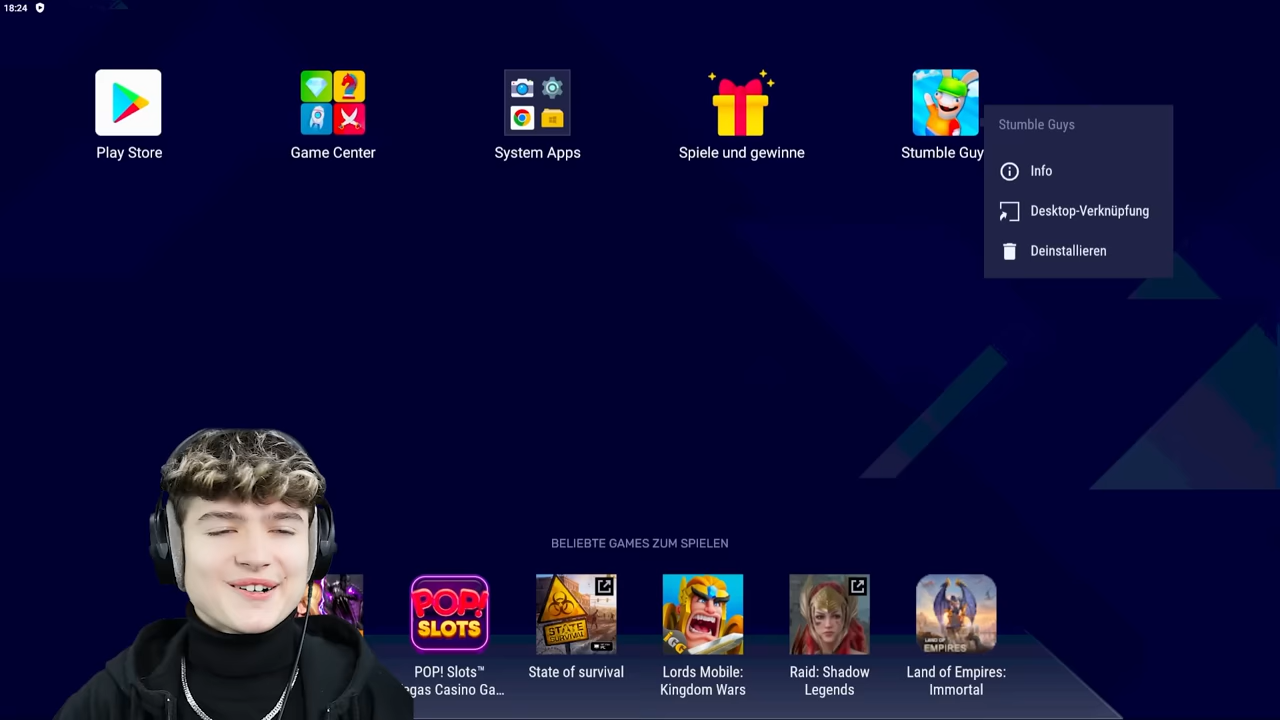 18:24
Play Store
Game Center
System Apps
Spiele und gewinne
Stumble Guy
Stumble Guys
Info
Desktop-Verknüpfung
Deinstallieren
BELIEBTE GAMES ZUM SPIELEN
POP!
SLOTS
STATE
SURVIVAL
IGG
LAND OF
EMPIRES
POP! Slots™
egas Casino Ga...
State of survival
Lords Mobile:
Kingdom Wars
Raid: Shadow
Legends
Land of Empires:
Immortal